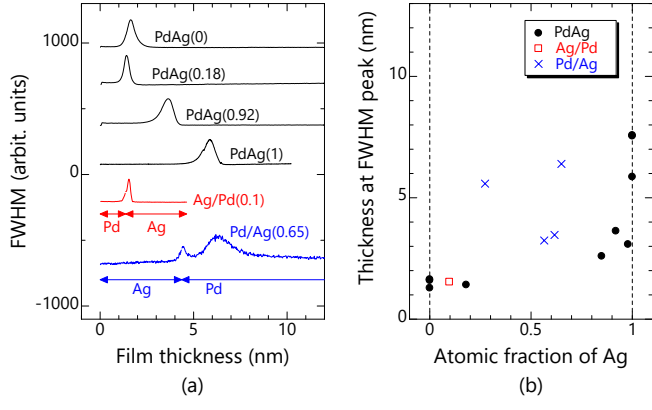 1000
0
-1000
FWHM (arbit. units)
PdAg(0)
PdAg(0.18)
PdAg(0.92)
PdAg(1)
Ag/Pd(0.1)
Pd Ag
Pd/Ag(0.65)
Ag Pd
0 5 10
Film thickness (nm)
(a)
Thickness at FWHM peak (nm)
10
5
0
PdAg
Ag/Pd
Pd/Ag
0 0.5 1
Atomic fraction of Ag
(b)